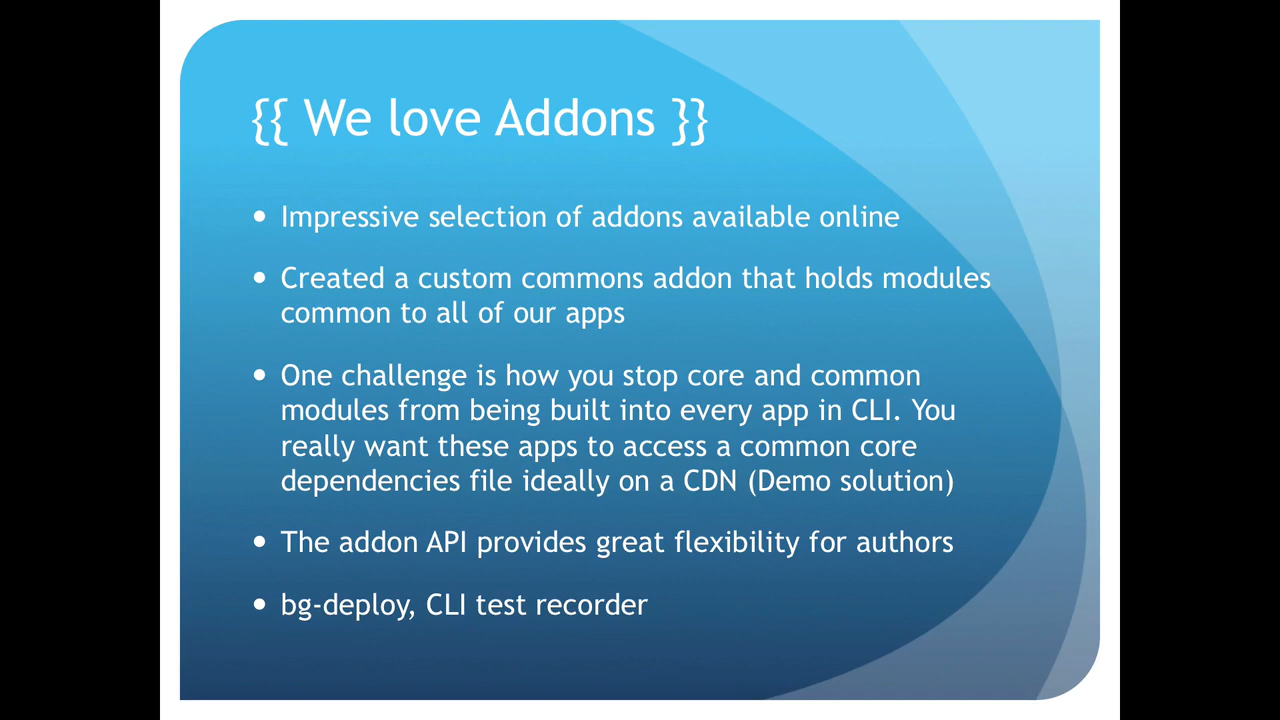 {{ We love Addons }}
• Impressive selection of addons available online
• Created a custom commons addon that holds modules
common to all of our apps
• One challenge is how you stop core and common
modules from being built into every app in CLI. You
really want these apps to access a common core
dependencies file ideally on a CDN (Demo solution)
• The addon API provides great flexibility for authors
• bg-deploy, CLI test recorder